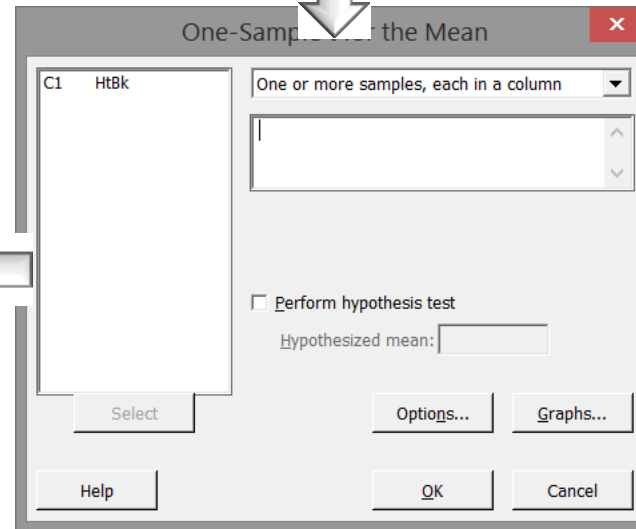 One-Samp r the Mean
x
C1 HtBk
One or more samples, each in a column
Perform hypothesis test
Hypothesized mean:
Select
Options...
Graphs...
Help
OK
Cancel